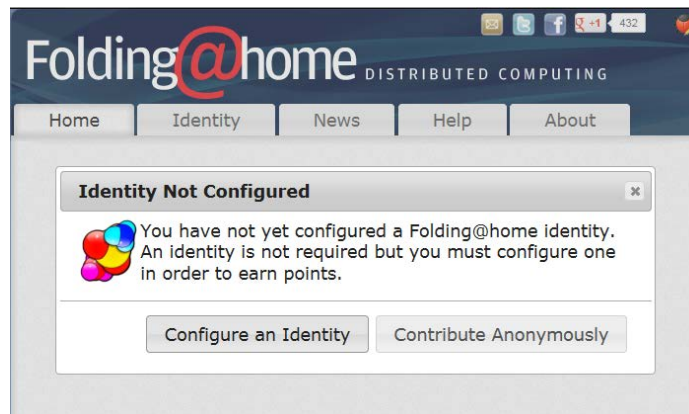 g +1 432
Folding@home DISTRIBUTED COMPUTING
Home Identity News Help About
Identity Not Configured
You have not yet configured a Folding@home identity.
An identity is not required but you must configure one
in order to earn points.
Configure an Identity Contribute Anonymously